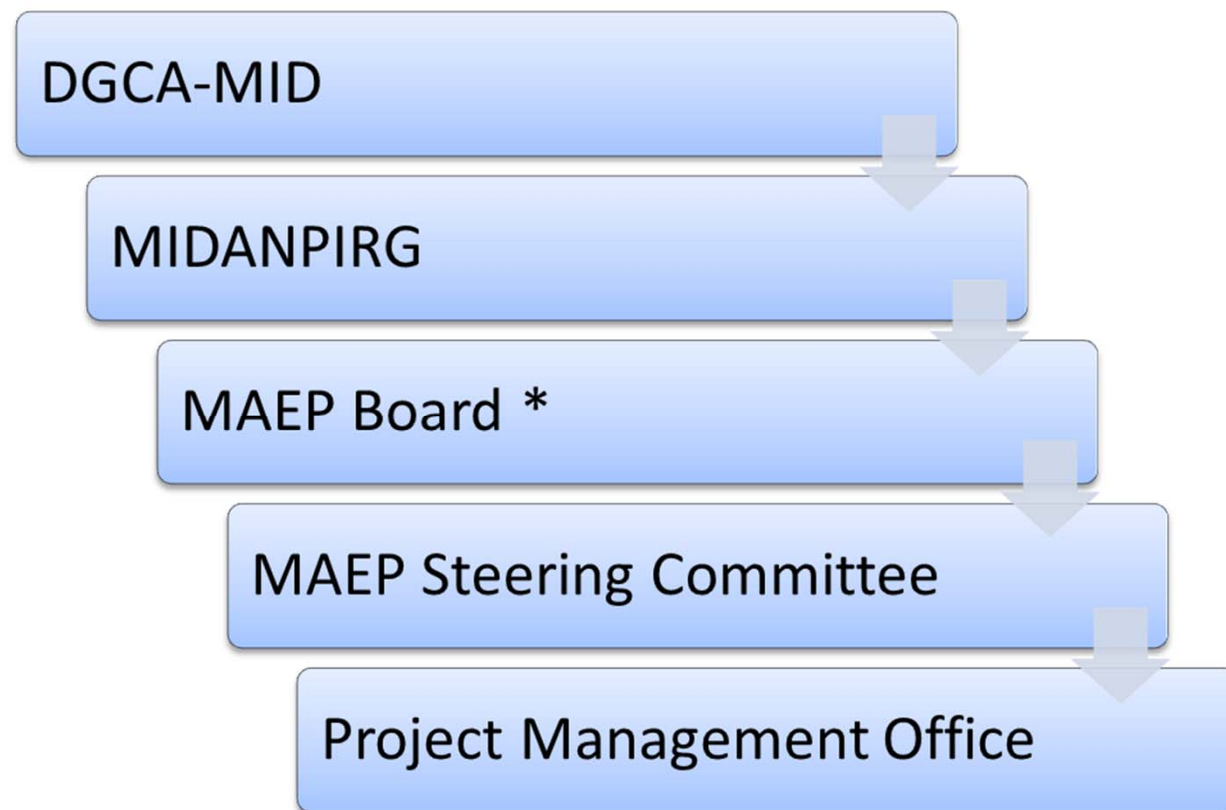 DGCA-MID
MIDANPIRG
MAEP Board *
MAEP Steering Committee
Project Management Office